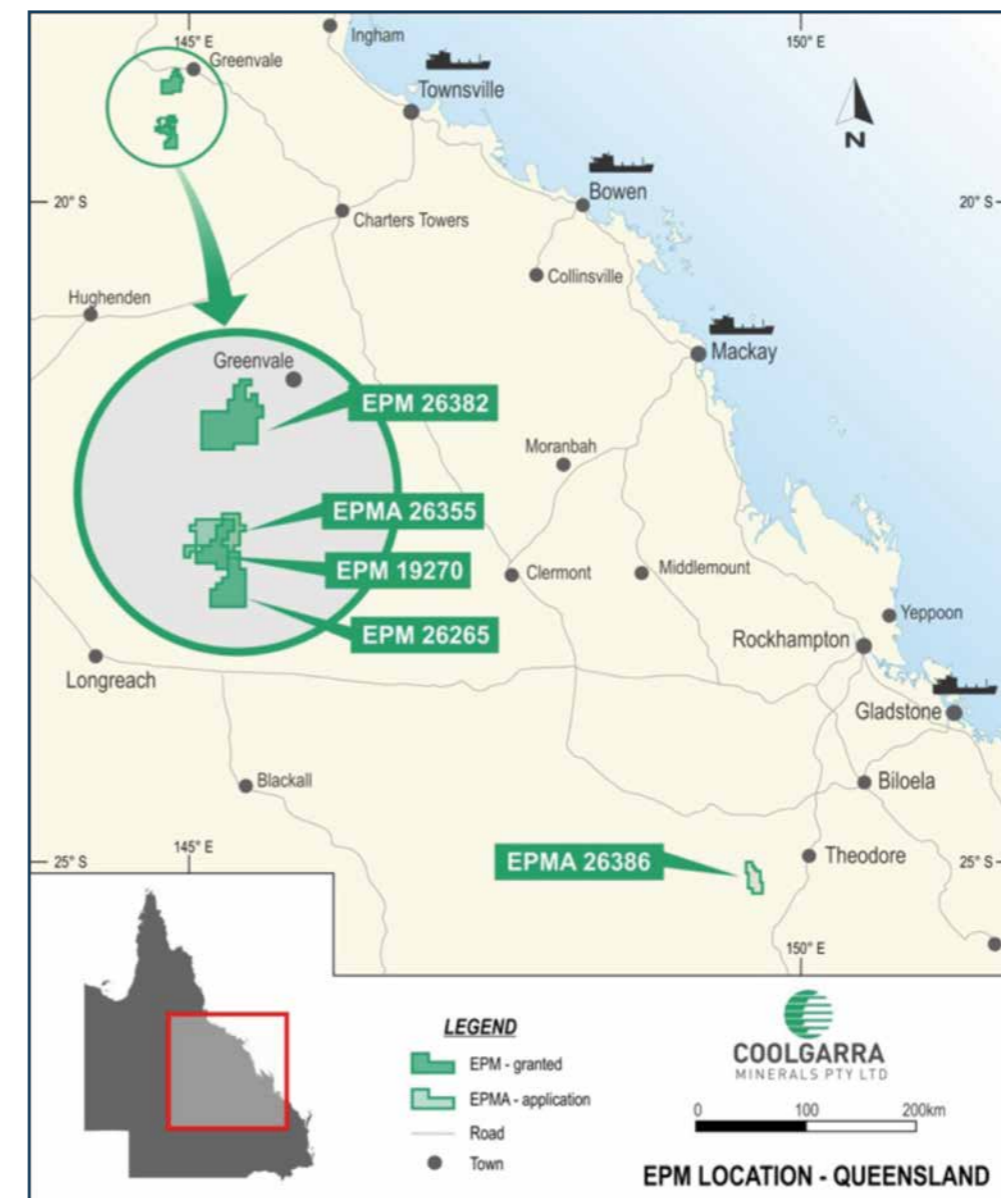 Ingham
145° E
150° E
Greenvale
Townsville
N
Bowen
20° S
20° S
Charters Towers
Collinsville
Hughenden
Mackay
Greenvale
EPM 26382
Moranbah
EPMA 26355
EPM 19270
Clermont
Middlemount
Yeppoon
EPM 26265
Rockhampton
Longreach
Gladstone
Blackall
Biloela
145° E
EPMA 26386
Theodore
25° S
25° S
150° E
LEGEND
EPM - granted
EPMA - application
Road
Town
COOLGARRA
MINERALS PTY LTD
0 100 200km
EPM LOCATION - QUEENSLAND